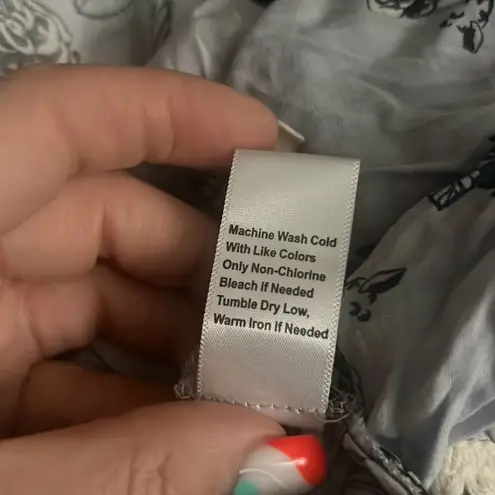 Machine Wash Cold
With Like Colors
Only Non-Chlorine
Bleach If Needed
Tumble Dry Low,
Warm Iron If Needed